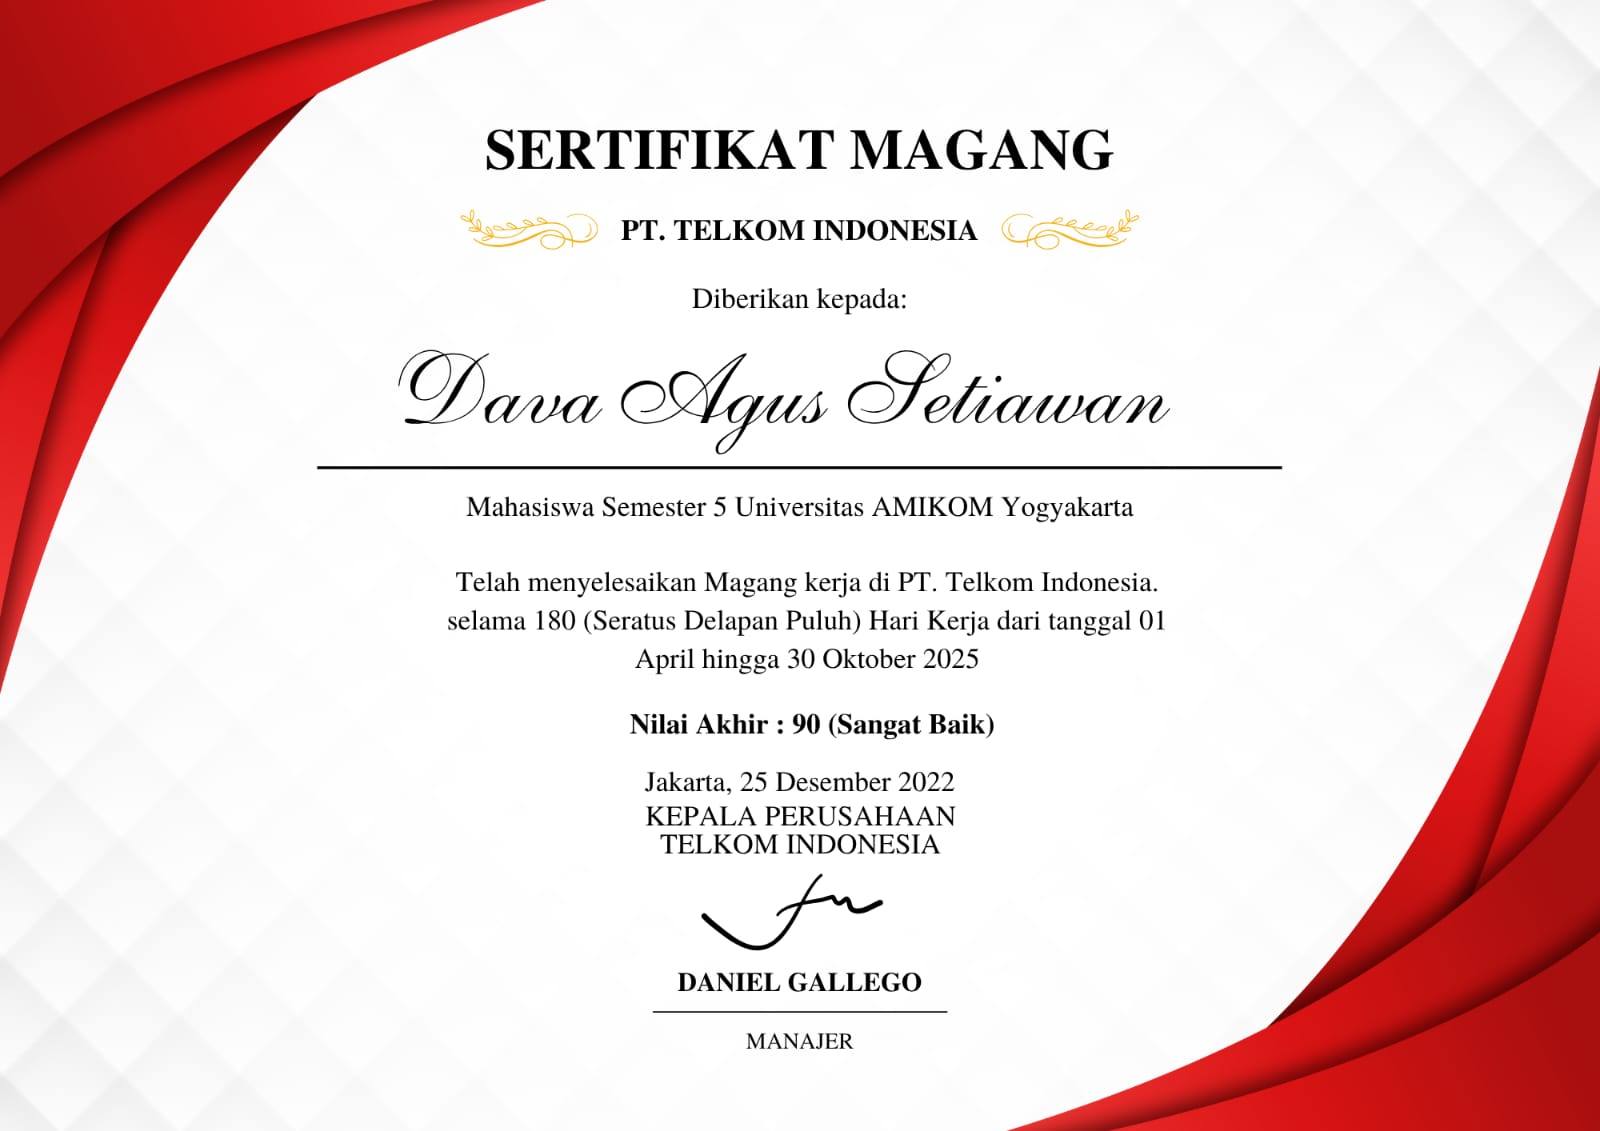 SERTIFIKAT MAGANG
PT. TELKOM INDONESIA
Diberikan kepada:
Dava Agus Setiawan
Mahasiswa Semester 5 Universitas AMIKOM Yogyakarta
Telah menyelesaikan Magang kerja di PT. Telkom Indonesia.
selama 180 (Seratus Delapan Puluh) Hari Kerja dari tanggal 01
April hingga 30 Oktober 2025
Nilai Akhir : 90 (Sangat Baik)
Jakarta, 25 Desember 2022
KEPALA PERUSAHAAN
TELKOM INDONESIA
DANIEL GALLEGO
MANAJER